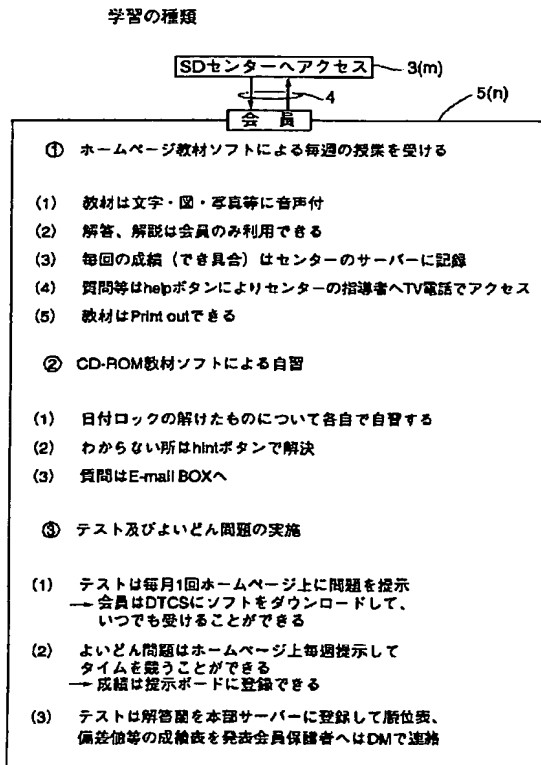 学習の種類
SDセンターへアクセス
3(m)
4
5(n)
会 員
① ホームページ教材ソフトによる毎週の授業を受ける
(1) 教材は文字・図・写真等に音声付
(2) 解答、解説は会員のみ利用できる
(3) 毎回の成績（でき具合）はセンターのサーバーに記録
(4) 質問等はhelpボタンによりセンターの指導者へTV電話でアクセス
(5) 教材はPrint outできる
② CD-ROM教材ソフトによる自習
(1) 日付ロックの解けたものについて各自で自習する
(2) わからない所はhintボタンで解決
(3) 質問はE-mail BOXへ
③ テスト及びよいどん問題の実施
(1) テストは毎月1回ホームページ上に問題を提示
→ 会員はDTCSにソフトをダウンロードして、
いつでも受けることができる
(2) よいどん問題はホームページ上毎週提示して
タイムを競うことができる
→ 成績は提示ボードに登録できる
(3) テストは解答蘭を本部サーバーに登録して順位表、
偏差値等の成績表を発表会員保護者へはDMで連絡